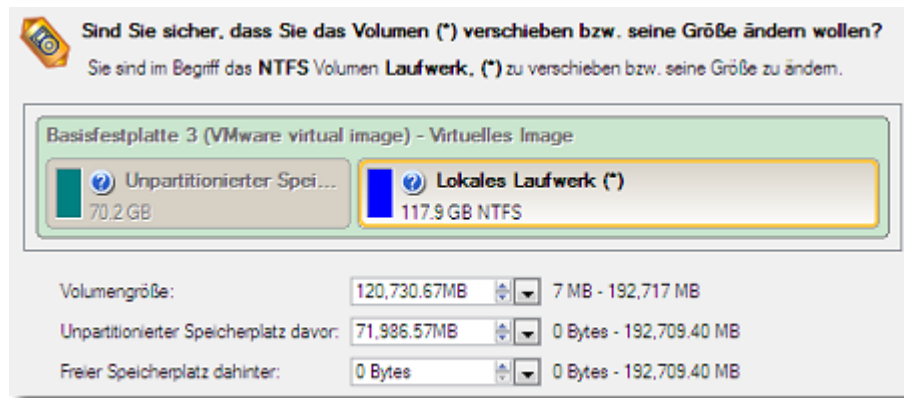 Sind Sie sicher, dass Sie das Volumen (*) verschieben bzw. seine Größe ändern wollen?
Sie sind im Begriff das NTFS Volumen Laufwerk, (*) zu verschieben bzw. seine Größe zu ändern.
Basisfestplatte 3 (VMware virtual image) - Virtuelles Image
Unpartitionierter Spei...
70.2 GB
Lokales Laufwerk (*)
117.9 GB NTFS
Volumengröße: 120,730.67MB 7 MB - 192,717 MB
Unpartitionierter Speicherplatz davor: 71,986.57MB 0 Bytes - 192,709.40 MB
Freier Speicherplatz dahinter: 0 Bytes 0 Bytes - 192,709.40 MB